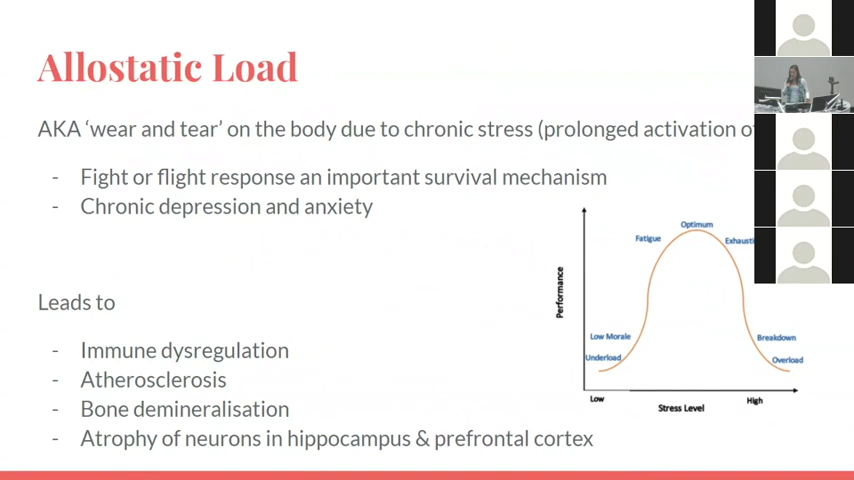 Allostatic Load
AKA ‘wear and tear’ on the body due to chronic stress (prolonged activation
- Fight or flight response an important survival mechanism
- Chronic depression and anxiety
Leads to
- Immune dysregulation
- Atherosclerosis
- Bone demineralisation
- Atrophy of neurons in hippocampus & prefrontal cortex
Optimum
Fatigue
Performance
Low Morale
Breakdown
Underload
Overload
Low
High
Stress Level